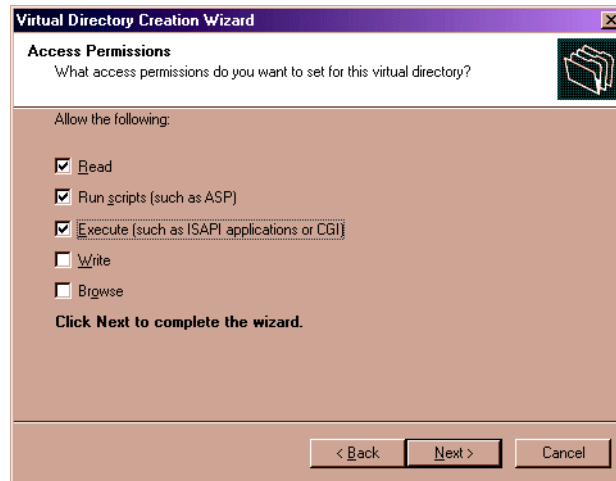 Virtual Directory Creation Wizard
Access Permissions
What access permissions do you want to set for this virtual directory?
Allow the following:
Read
Run scripts (such as ASP)
Execute (such as ISAPI applications or CGI)
Write
Browse
Click Next to complete the wizard.
< Back Next > Cancel